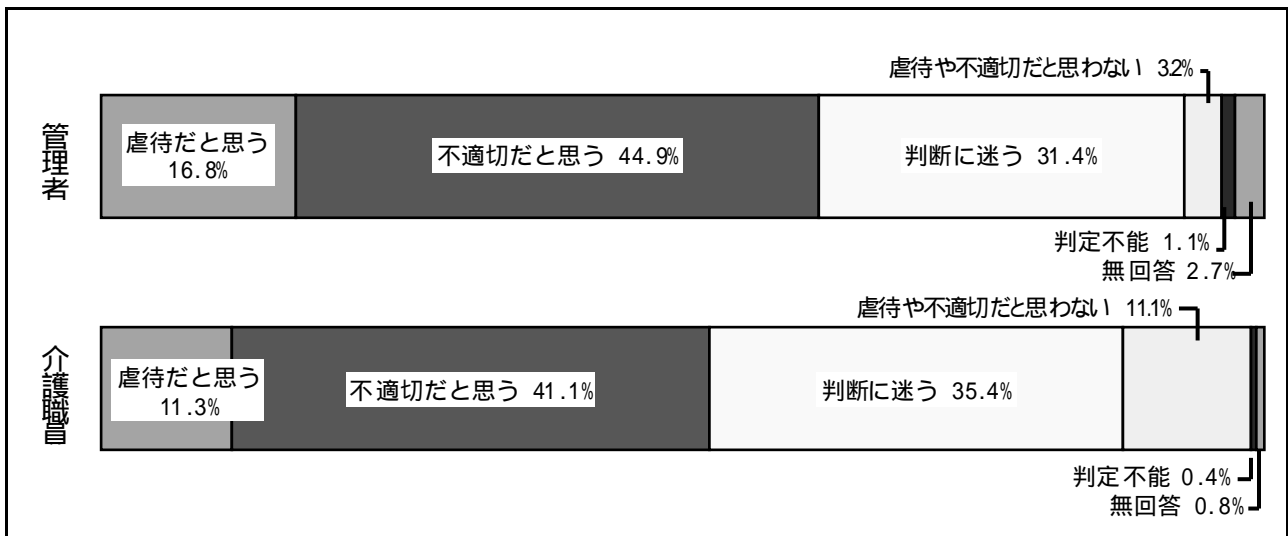 虐待や不適切だと思わない 3.2%
管理者
虐待だと思う
16.8%
不適切だと思う 44.9%
判断に迷う 31.4%
判定不能 1.1%
無回答 2.7%
虐待や不適切だと思わない 11.1%
介護職員
虐待だと思う
11.3%
不適切だと思う 41.1%
判断に迷う 35.4%
判定不能 0.4%
無回答 0.8%